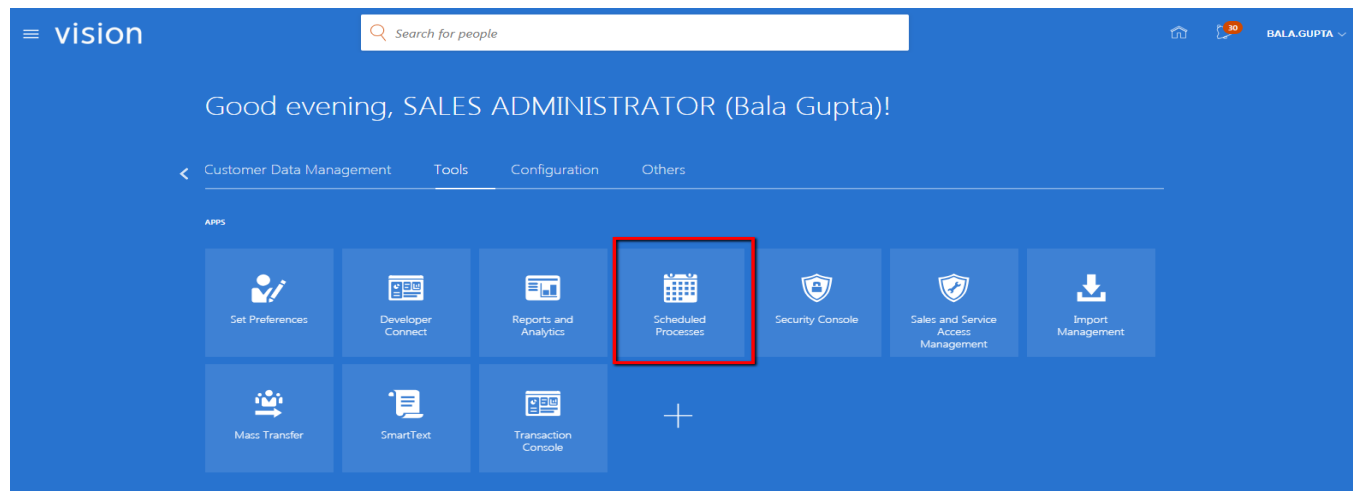 vision
Search for people
30
BALA.GUPTA
Good evening, SALES ADMINISTRATOR (Bala Gupta)!
Customer Data Management Tools Configuration Others
APPS
Set Preferences
Developer
Connect
Reports and
Analytics
Scheduled
Processes
Security Console
Sales and Service
Access
Management
Import
Management
Mass Transfer
SmartText
Transaction
Console